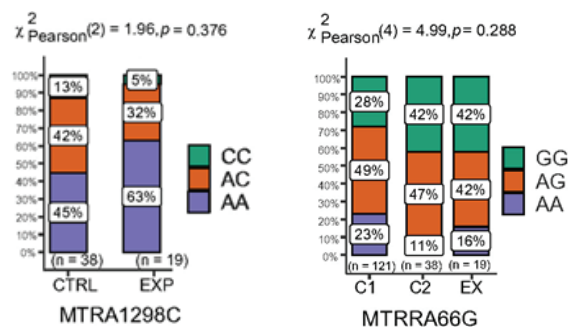 χ2Pearson(2) = 1.96, p = 0.376
100%
90%
80%
70%
60%
50%
40%
30%
20%
10%
0%
13%
42%
45%
5%
32%
63%
(n = 38)
(n = 19)
CTRL
EXP
MTRA1298C
CC
AC
AA
χ2Pearson(4) = 4.99, p = 0.288
100%
90%
80%
70%
60%
50%
40%
30%
20%
10%
0%
28%
49%
23%
42%
47%
11%
42%
42%
16%
(n = 121)
(n = 38)
(n = 19)
C1
C2
EX
MTRRA66G
GG
AG
AA